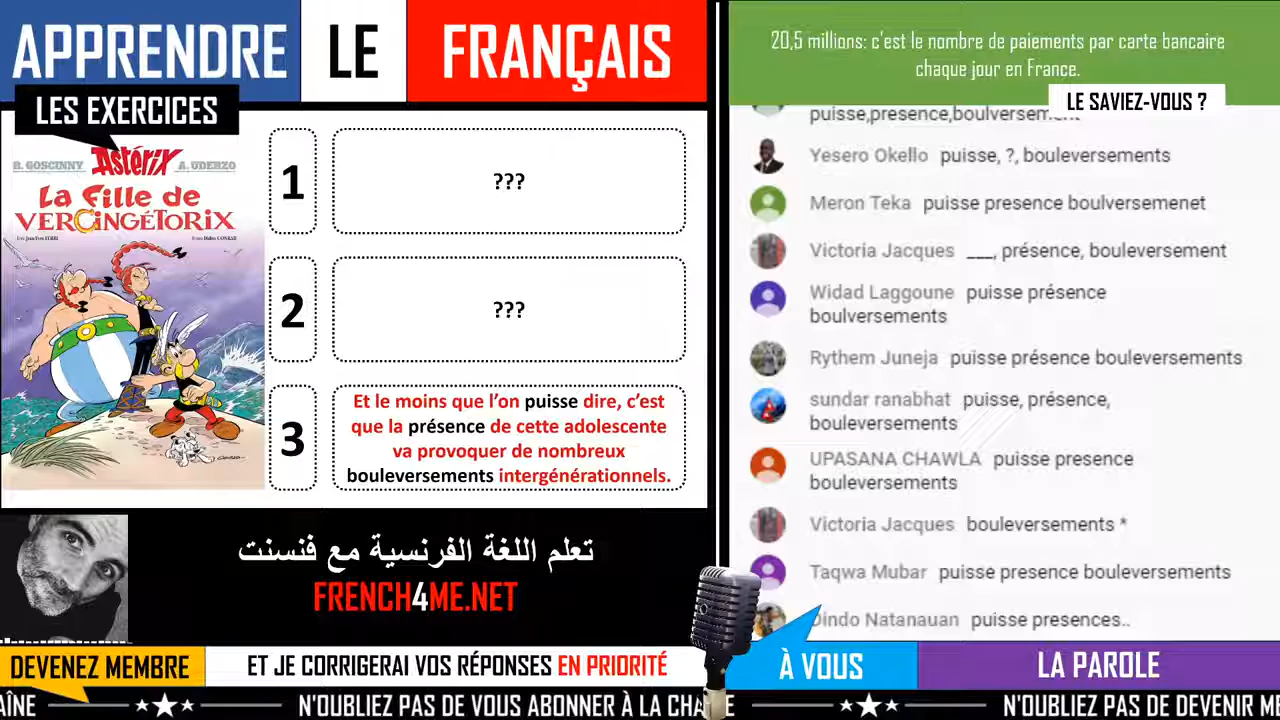 APPRENDRE LE FRANÇAIS
LES EXERCICES
R. GOSCINNY Astérix A. UDERZO
La Fille de
VERCINGÉTORIX
1
???
2
???
3
Et le moins que l'on puisse dire, c'est
que la présence de cette adolescente
va provoquer de nombreux
bouleversements intergénérationnels.
تعلم اللغة الفرنسية مع فنسنت
FRENCH4ME.NET
DEVENEZ MEMBRE
ET JE CORRIGERAI VOS RÉPONSES EN PRIORITÉ
20,5 millions: c'est le nombre de paiements par carte bancaire
chaque jour en France.
LE SAVIEZ-VOUS ?
puisse,presence,boulversem
Yesero Okello puisse, ?, bouleversements
Meron Teka puisse presence boulversemenet
Victoria Jacques ___, présence, bouleversement
Widad Laggoune puisse présence
boulversements
Rythem Juneja puisse présence bouleversements
sundar ranabhat puisse, présence,
bouleversements
UPASANA CHAWLA puisse presence
bouleversements
Victoria Jacques bouleversements *
Taqwa Mubar puisse presence bouleversements
Dindo Natanauan puisse presences..
À VOUS
LA PAROLE
AÎNE N'OUBLIEZ PAS DE VOUS ABONNER À LA CHA E N'OUBLIEZ PAS DE DEVENIR ME